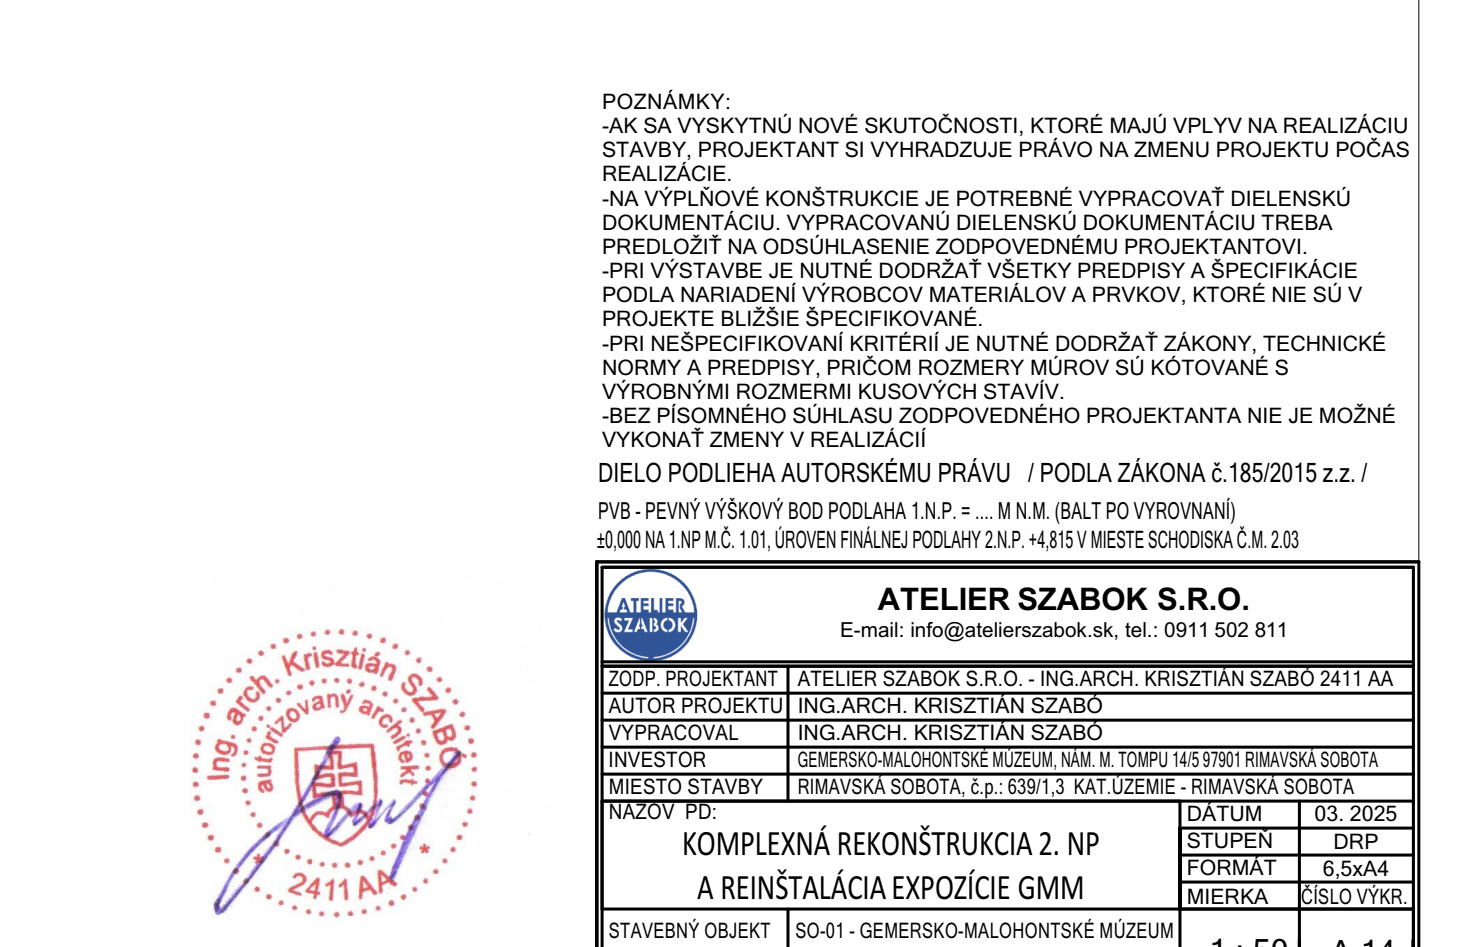 POZNÁMKY:
-AK SA VYSKYTNÚ NOVÉ SKUTOČNOSTI, KTORÉ MAJÚ VPLYV NA REALIZÁCIU
STAVBY, PROJEKTANT SI VYHRADZUJE PRÁVO NA ZMENU PROJEKTU POČAS
REALIZÁCIE.
-NA VÝPLŇOVÉ KONŠTRUKCIE JE POTREBNÉ VYPRACOVAŤ DIELENSKÚ
DOKUMENTÁCIU. VYPRACOVANÚ DIELENSKÚ DOKUMENTÁCIU TREBA
PREDLOŽIŤ NA ODSÚHLASENIE ZODPOVEDNÉMU PROJEKTANTOVI.
-PRI VÝSTAVBE JE NUTNÉ DODRŽAŤ VŠETKY PREDPISY A ŠPECIFIKÁCIE
PODLA NARIADENÍ VÝROBCOV MATERIÁLOV A PRVKOV, KTORÉ NIE SÚ V
PROJEKTE BLIŽŠIE ŠPECIFIKOVANÉ.
-PRI NEŠPECIFIKOVANÍ KRITÉRIÍ JE NUTNÉ DODRŽAŤ ZÁKONY, TECHNICKÉ
NORMY A PREDPISY, PRIČOM ROZMERY MÚROV SÚ KÓTOVANÉ S
VÝROBNÝMI ROZMERMI KUSOVÝCH STAVÍV.
-BEZ PÍSOMNÉHO SÚHLASU ZODPOVEDNÉHO PROJEKTANTA NIE JE MOŽNÉ
VYKONAŤ ZMENY V REALIZÁCIÍ
DIELO PODLIEHA AUTORSKÉMU PRÁVU / PODLA ZÁKONA č.185/2015 z.z. /
PVB - PEVNÝ VÝŠKOVÝ BOD PODLAHA 1.N.P. = .... M N.M. (BALT PO VYROVNANÍ)
±0,000 NA 1.NP M.Č. 1.01, ÚROVEN FINÁLNEJ PODLAHY 2.N.P. +4,815 V MIESTE SCHODISKA Č.M. 2.03
ATELIER
SZABOK
ATELIER SZABOK S.R.O.
E-mail: info@atelierszabok.sk, tel.: 0911 502 811
Ing. arch. Krisztián SZABÓ
autorizovaný architekt
2411 AA
ZODP. PROJEKTANT ATELIER SZABOK S.R.O. - ING.ARCH. KRISZTIÁN SZABÓ 2411 AA
AUTOR PROJEKTU ING.ARCH. KRISZTIÁN SZABÓ
VYPRACOVAL ING.ARCH. KRISZTIÁN SZABÓ
INVESTOR GEMERSKO-MALOHONTSKÉ MÚZEUM, NÁM. M. TOMPU 14/5 97901 RIMAVSKÁ SOBOTA
MIESTO STAVBY RIMAVSKÁ SOBOTA, č.p.: 639/1,3 KAT.ÚZEMIE - RIMAVSKÁ SOBOTA
NÁZOV PD:
KOMPLEXNÁ REKONŠTRUKCIA 2. NP
A REINŠTALÁCIA EXPOZÍCIE GMM
DÁTUM 03. 2025
STUPEŇ DRP
FORMÁT 6,5xA4
MIERKA ČÍSLO VÝKR.
STAVEBNÝ OBJEKT SO-01 - GEMERSKO-MALOHONTSKÉ MÚZEUM
1 : 50 A-14